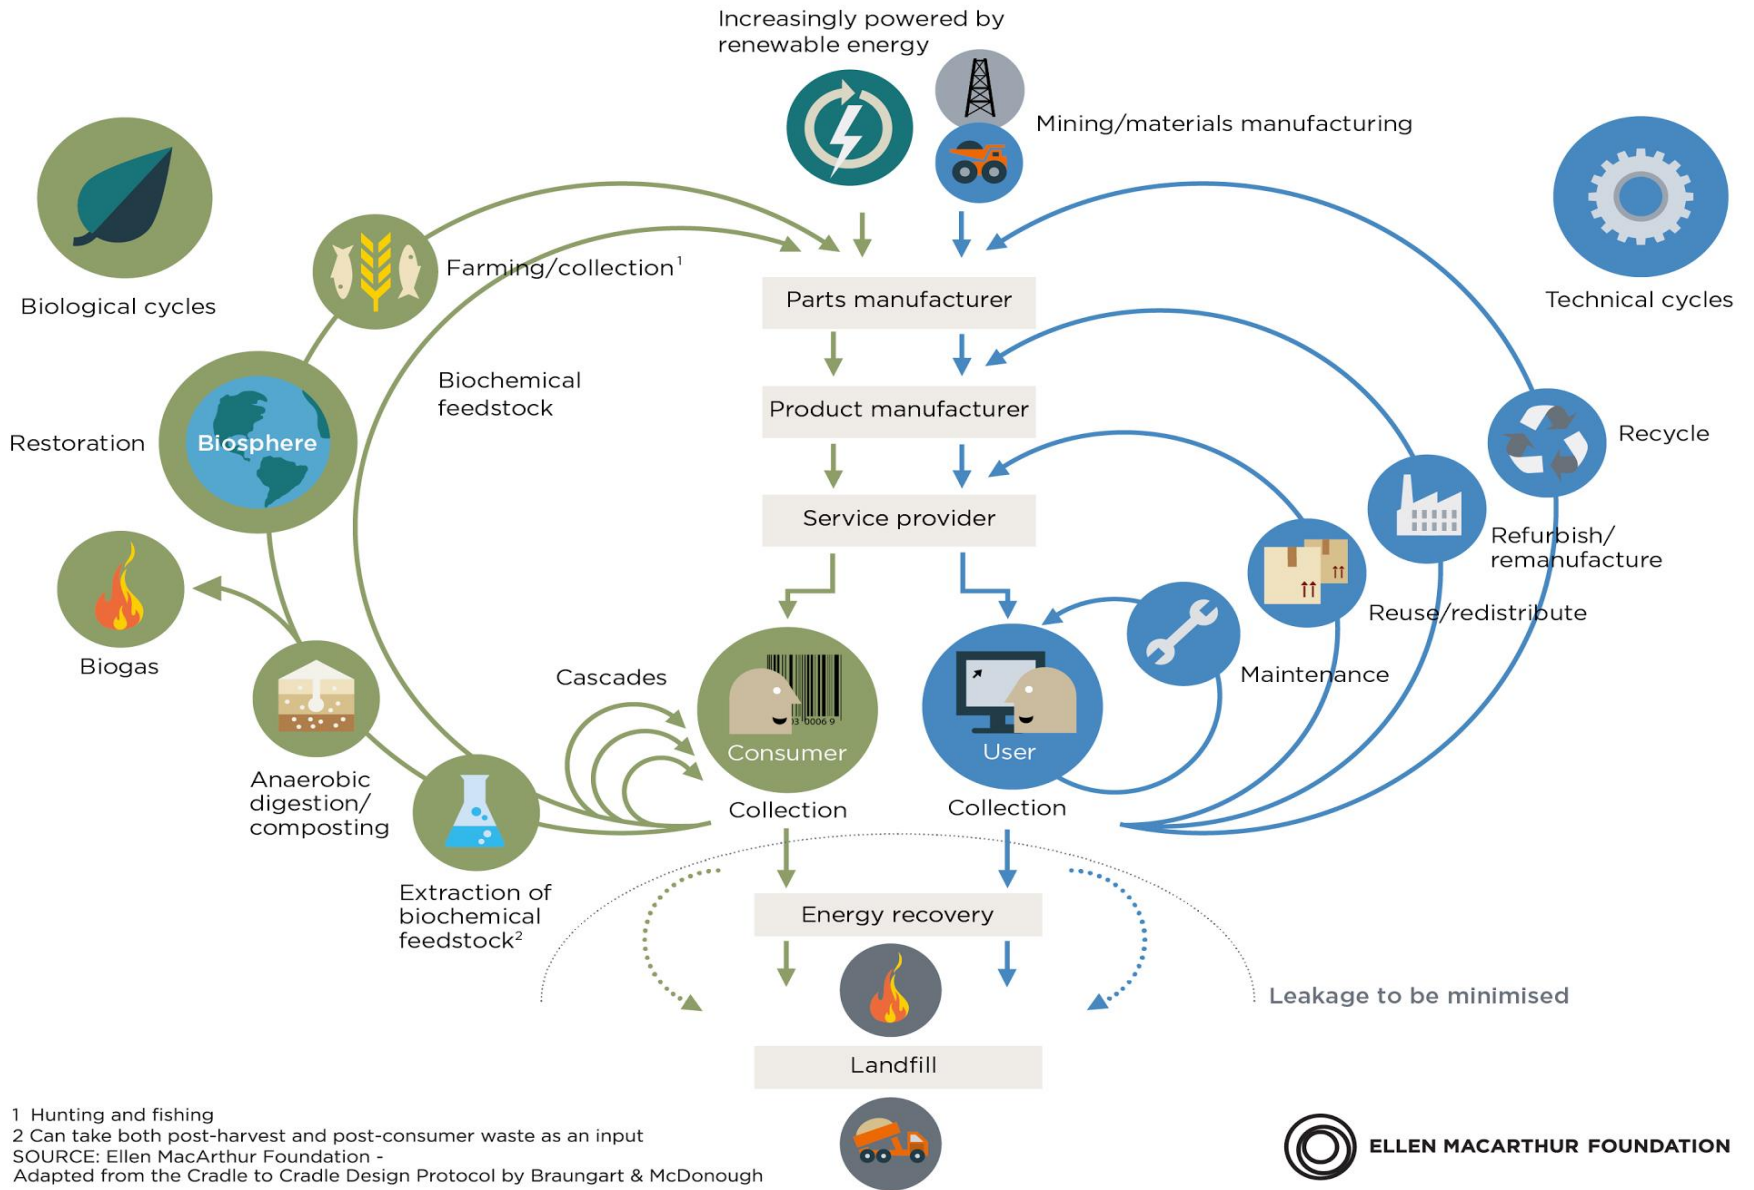 Increasingly powered by
renewable energy
Mining/materials manufacturing
Biological cycles
Technical cycles
Farming/collection¹
Parts manufacturer
Biochemical
feedstock
Product manufacturer
Restoration
Biosphere
Recycle
Service provider
Refurbish/
remanufacture
Biogas
Reuse/redistribute
Cascades
Maintenance
03 0006 9
Consumer
User
Anaerobic
digestion/
composting
Collection
Collection
Extraction of
biochemical
feedstock²
Energy recovery
Leakage to be minimised
Landfill
1 Hunting and fishing
2 Can take both post-harvest and post-consumer waste as an input
SOURCE: Ellen MacArthur Foundation -
Adapted from the Cradle to Cradle Design Protocol by Braungart & McDonough
ELLEN MACARTHUR FOUNDATION